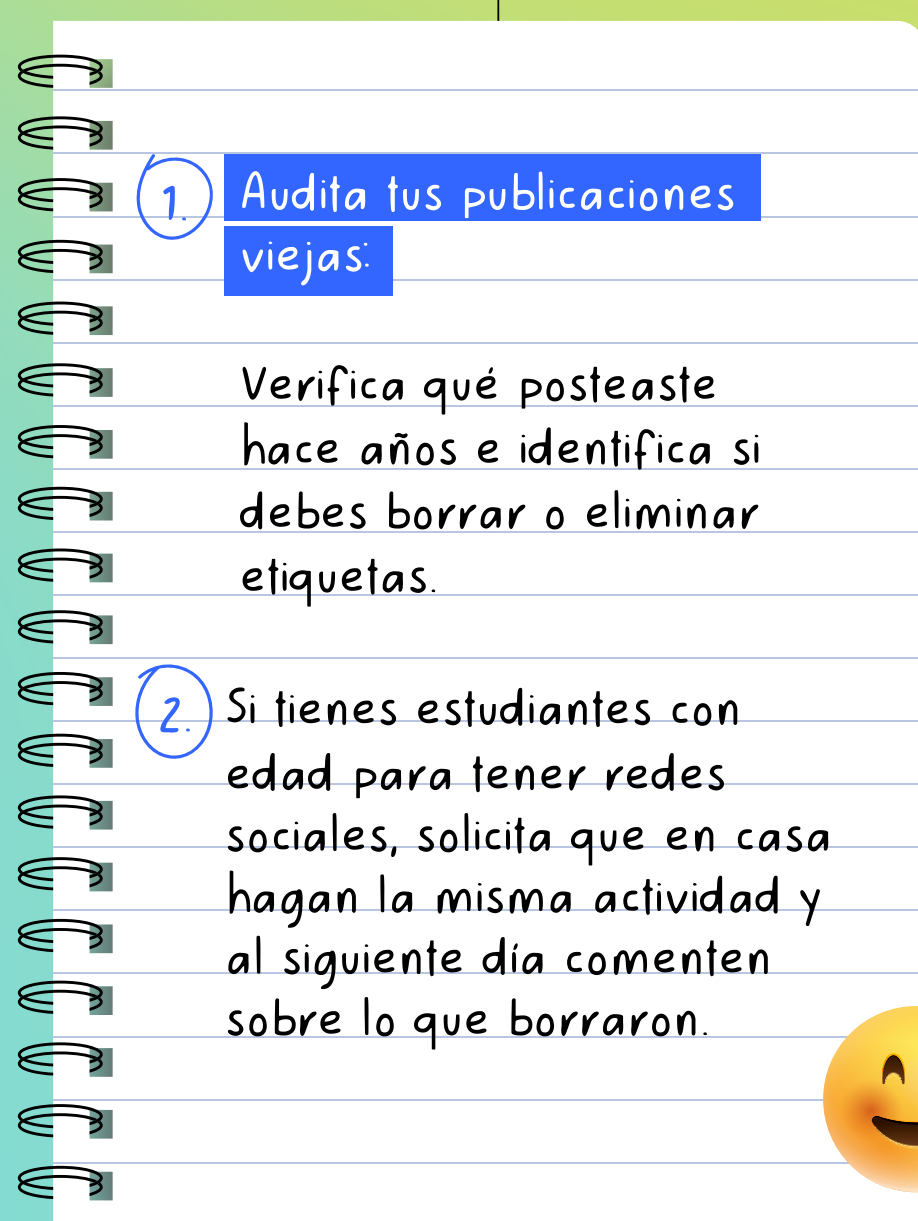 1. Audita tus publicaciones
viejas:
Verifica qué posteaste
hace años e identifica si
debes borrar o eliminar
etiquetas.
2. Si tienes estudiantes con
edad para tener redes
sociales, solicita que en casa
hagan la misma actividad y
al siguiente día comenten
sobre lo que borraron.